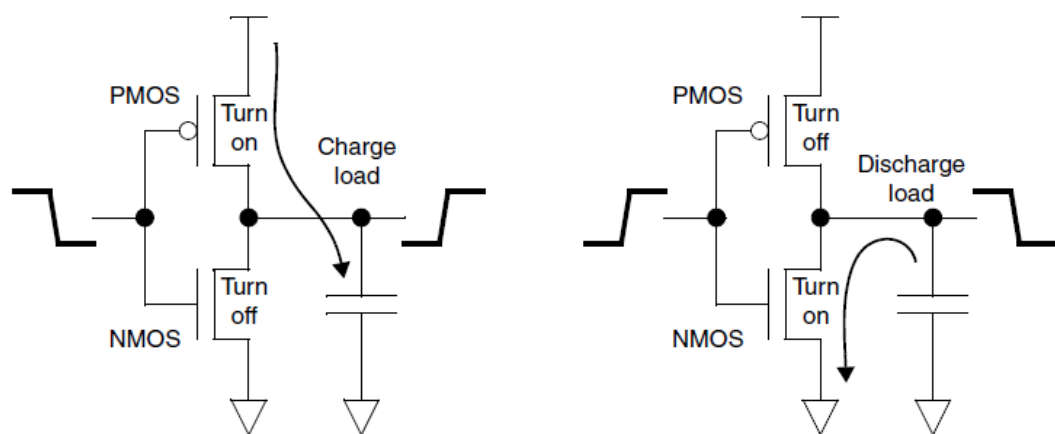 PMOS
Turn
on
Charge
load
Turn
off
NMOS
PMOS
Turn
off
Discharge
load
Turn
on
NMOS